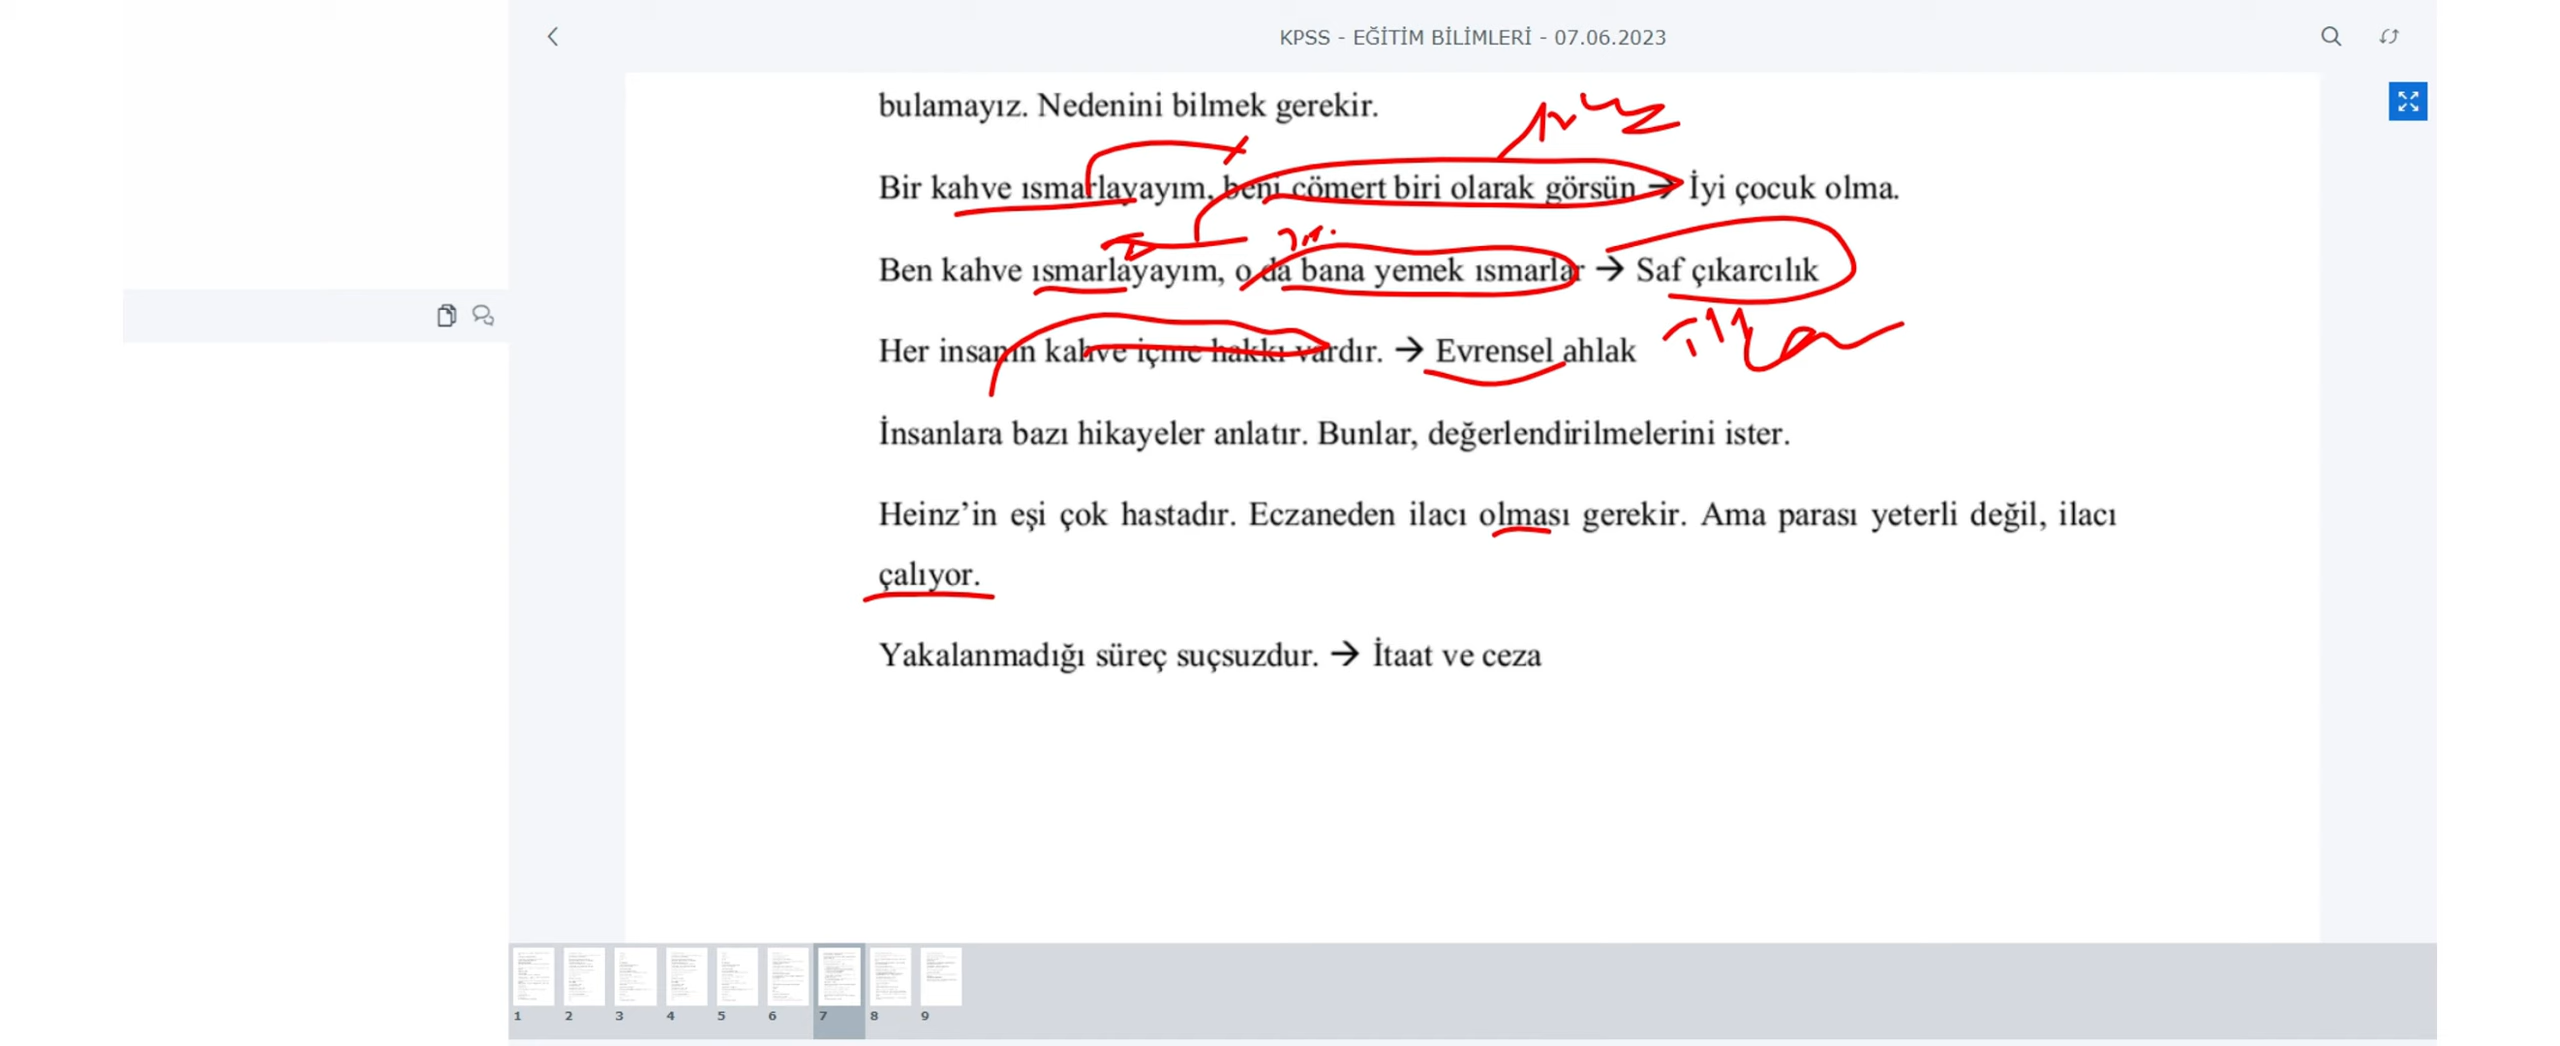 KPSS - EĞİTİM BİLİMLERİ - 07.06.2023
bulamayız. Nedenini bilmek gerekir.
Bir kahve ısmarlayayım, beni cömert biri olarak görsün → İyi çocuk olma.
Ben kahve ısmarlayayım, o da bana yemek ısmarlar → Saf çıkarcılık
Her insanın kahve içme hakkı vardır. → Evrensel ahlak
İnsanlara bazı hikayeler anlatır. Bunlar, değerlendirilmelerini ister.
Heinz’in eşi çok hastadır. Eczaneden ilacı olması gerekir. Ama parası yeterli değil, ilacı
çalıyor.
Yakalanmadığı süreç suçsuzdur. → İtaat ve ceza
1 2 3 4 5 6 7 8 9